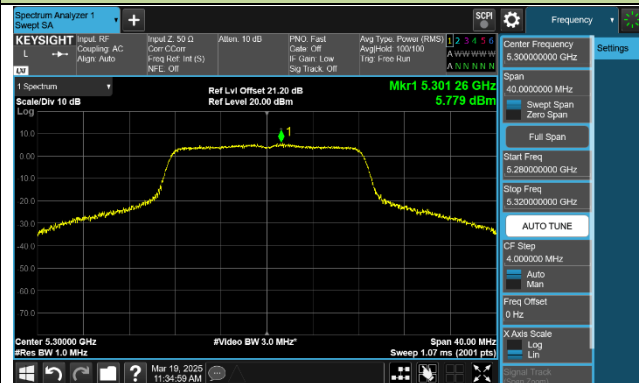 Spectrum Analyzer 1
Swept SA
SCPI
Frequency
KEYSIGHT
L
LXI
Input: RF
Coupling: AC
Align: Auto
Input Z: 50 Ω
Corr CCorr
Freq Ref: Int (S)
NFE: Off
Atten: 10 dB
PNO: Fast
Gate: Off
IF Gain: Low
Sig Track: Off
Avg Type: Power (RMS)
Avg|Hold: 100/100
Trig: Free Run
1 2 3 4 5 6
A W W W W W
A N N N N N
1 Spectrum
Scale/Div 10 dB
Log
Ref Lvl Offset 21.20 dB
Ref Level 20.00 dBm
Mkr1 5.301 26 GHz
5.779 dBm
1
10.0
0.00
-10.0
-20.0
-30.0
-40.0
-50.0
-60.0
-70.0
Center 5.30000 GHz
#Res BW 1.0 MHz
#Video BW 3.0 MHz*
Span 40.00 MHz
Sweep 1.07 ms (2001 pts)
Mar 19, 2025
11:34:59 AM
Center Frequency
5.300000000 GHz
Settings
Span
40.0000000 MHz
Swept Span
Zero Span
Full Span
Start Freq
5.280000000 GHz
Stop Freq
5.320000000 GHz
AUTO TUNE
CF Step
4.000000 MHz
Auto
Man
Freq Offset
0 Hz
X Axis Scale
Log
Lin
Signal Track
(Span Zoom)